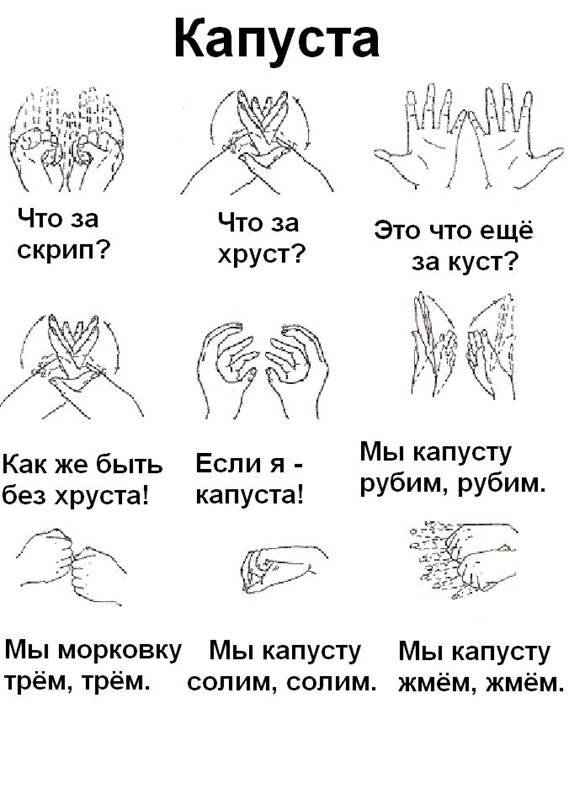 Капуста
Что за
скрип?
Что за
хруст?
Это что ещё
за куст?
Как же быть
без хруста!
Если я -
капуста!
Мы капусту
рубим, рубим.
Мы морковку
трём, трём.
Мы капусту
солим, солим.
Мы капусту
жмём, жмём.